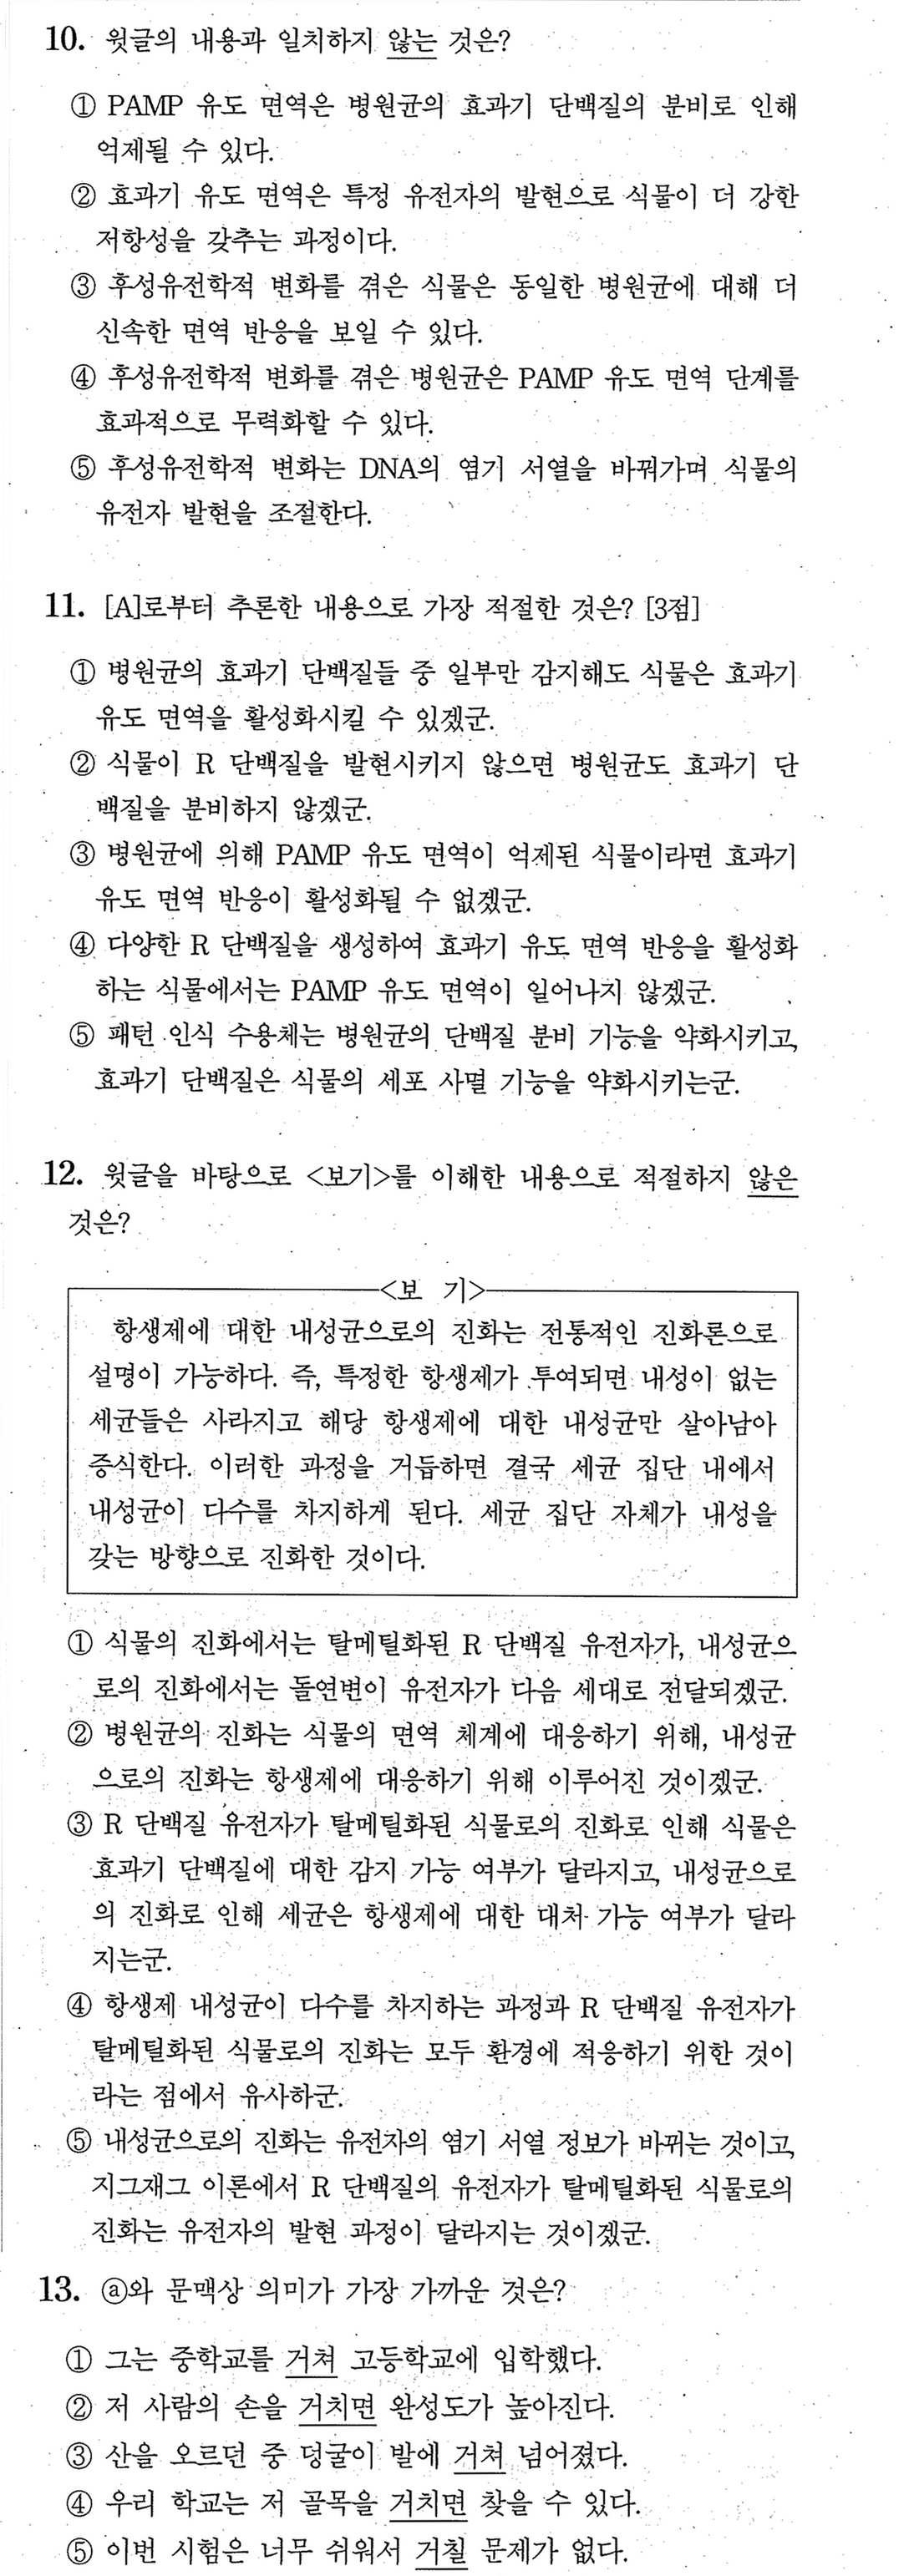 10. 윗글의 내용과 일치하지 않는 것은?
① PAMP 유도 면역은 병원균의 효과기 단백질의 분비로 인해
억제될 수 있다.
② 효과기 유도 면역은 특정 유전자의 발현으로 식물이 더 강한
저항성을 갖추는 과정이다.
③ 후성유전학적 변화를 겪은 식물은 동일한 병원균에 대해 더
신속한 면역 반응을 보일 수 있다.
④ 후성유전학적 변화를 겪은 병원균은 PAMP 유도 면역 단계를
효과적으로 무력화할 수 있다.
⑤ 후성유전학적 변화는 DNA의 염기 서열을 바꿔가며 식물의
유전자 발현을 조절한다.
11. [A]로부터 추론한 내용으로 가장 적절한 것은? [3점]
① 병원균의 효과기 단백질들 중 일부만 감지해도 식물은 효과기
유도 면역을 활성화시킬 수 있겠군.
② 식물이 R 단백질을 발현시키지 않으면 병원균도 효과기 단
백질을 분비하지 않겠군.
③ 병원균에 의해 PAMP 유도 면역이 억제된 식물이라면 효과기
유도 면역 반응이 활성화될 수 없겠군.
④ 다양한 R 단백질을 생성하여 효과기 유도 면역 반응을 활성화
하는 식물에서는 PAMP 유도 면역이 일어나지 않겠군.
⑤ 패턴 인식 수용체는 병원균의 단백질 분비 기능을 약화시키고,
효과기 단백질은 식물의 세포 사멸 기능을 약화시키는군.
12. 윗글을 바탕으로 <보기>를 이해한 내용으로 적절하지 않은
것은?
<보 기>
항생제에 대한 내성균으로의 진화는 전통적인 진화론으로
설명이 가능하다. 즉, 특정한 항생제가 투여되면 내성이 없는
세균들은 사라지고 해당 항생제에 대한 내성균만 살아남아
증식한다. 이러한 과정을 거듭하면 결국 세균 집단 내에서
내성균이 다수를 차지하게 된다. 세균 집단 자체가 내성을
갖는 방향으로 진화한 것이다.
① 식물의 진화에서는 탈메틸화된 R 단백질 유전자가, 내성균으
로의 진화에서는 돌연변이 유전자가 다음 세대로 전달되겠군.
② 병원균의 진화는 식물의 면역 체계에 대응하기 위해, 내성균
으로의 진화는 항생제에 대응하기 위해 이루어진 것이겠군.
③ R 단백질 유전자가 탈메틸화된 식물로의 진화로 인해 식물은
효과기 단백질에 대한 감지 가능 여부가 달라지고, 내성균으로
의 진화로 인해 세균은 항생제에 대한 대처 가능 여부가 달라
지는군.
④ 항생제 내성균이 다수를 차지하는 과정과 R 단백질 유전자가
탈메틸화된 식물로의 진화는 모두 환경에 적응하기 위한 것이
라는 점에서 유사하군.
⑤ 내성균으로의 진화는 유전자의 염기 서열 정보가 바뀌는 것이고,
지그재그 이론에서 R 단백질의 유전자가 탈메틸화된 식물로의
진화는 유전자의 발현 과정이 달라지는 것이겠군.
13. ⓐ와 문맥상 의미가 가장 가까운 것은?
① 그는 중학교를 거쳐 고등학교에 입학했다.
② 저 사람의 손을 거치면 완성도가 높아진다.
③ 산을 오르던 중 덩굴이 발에 거쳐 넘어졌다.
④ 우리 학교는 저 골목을 거치면 찾을 수 있다.
⑤ 이번 시험은 너무 쉬워서 거칠 문제가 없다.